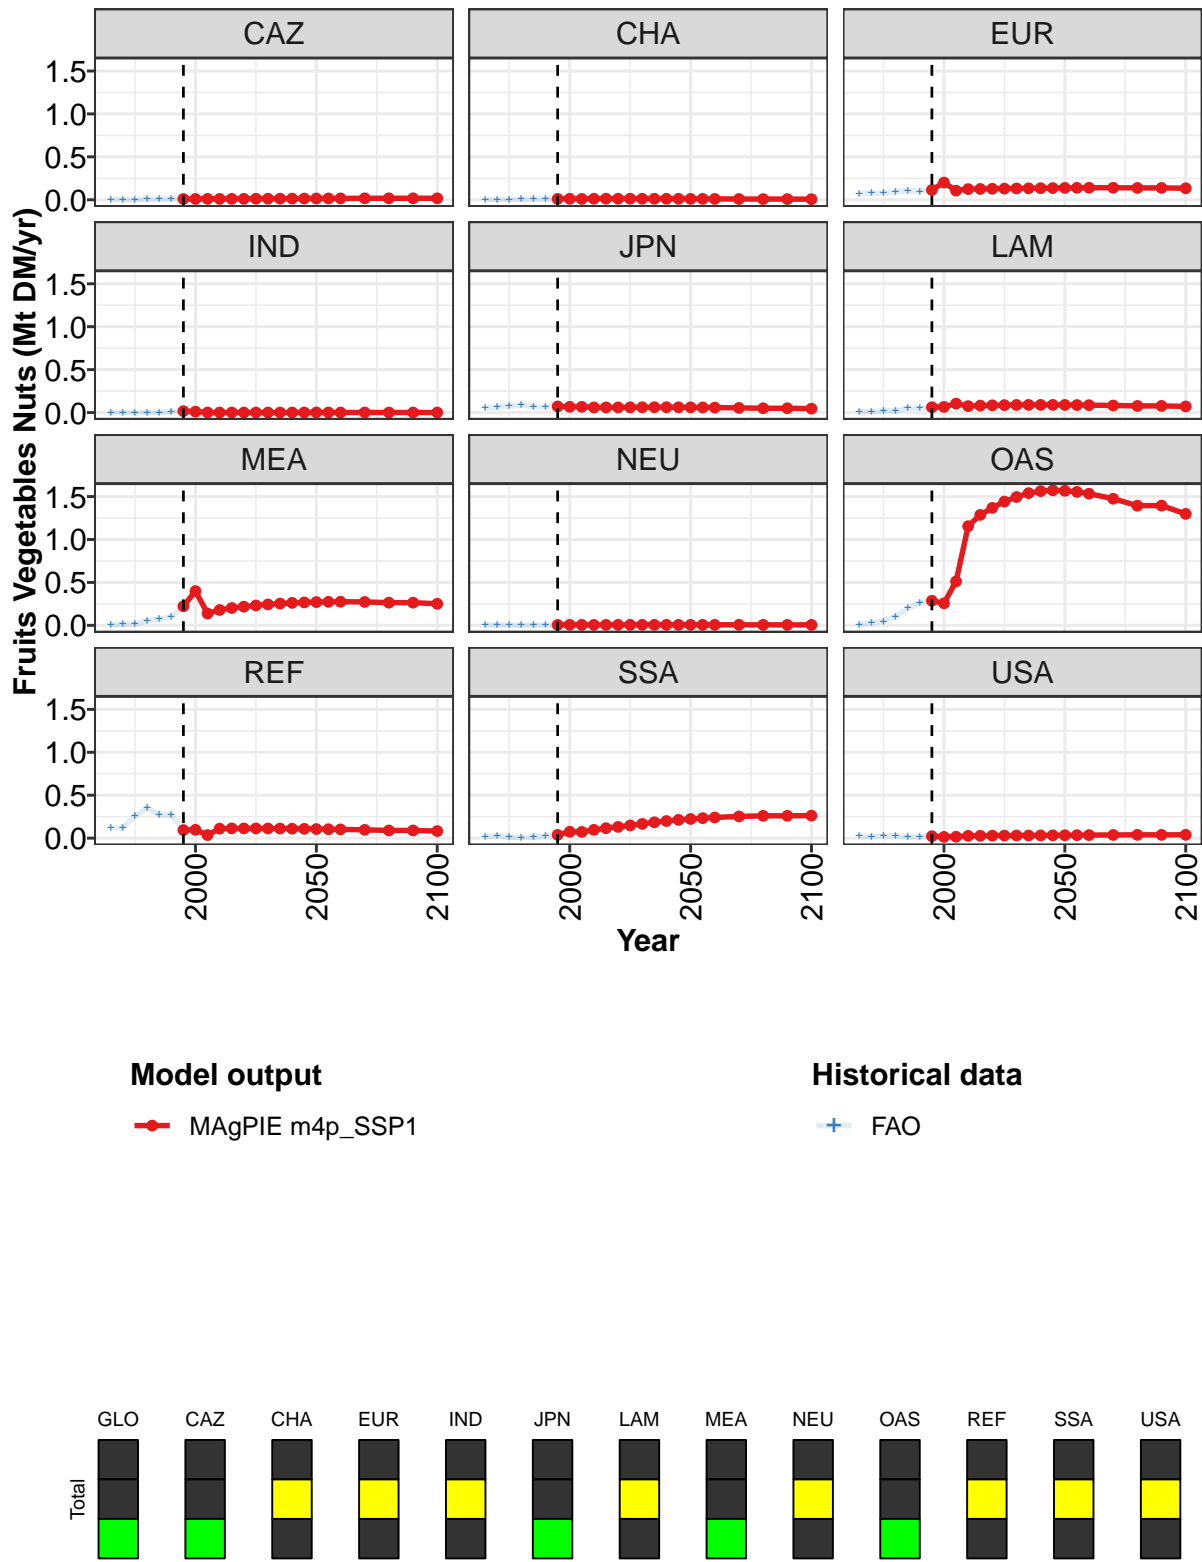 CAZ CHA EUR
1.5
1.0
0.5
0.0
IND JPN LAM
1.5
1.0
0.5
0.0
MEA NEU OAS
1.5
1.0
0.5
0.0
REF SSA USA
1.5
1.0
0.5
0.0
Fruits Vegetables Nuts (Mt DM/yr)
2000 2050 2100 2000 2050 2100 2000 2050 2100
Year
Model output
MAgPIE m4p_SSP1
Historical data
FAO
GLO CAZ CHA EUR IND JPN LAM MEA NEU OAS REF SSA USA
Total